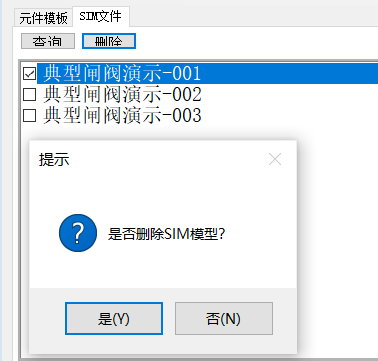 元件模板 SIM文件
查询 删除
典型闸阀演示-001
典型闸阀演示-002
典型闸阀演示-003
提示
是否删除SIM模型？
是(Y) 否(N)